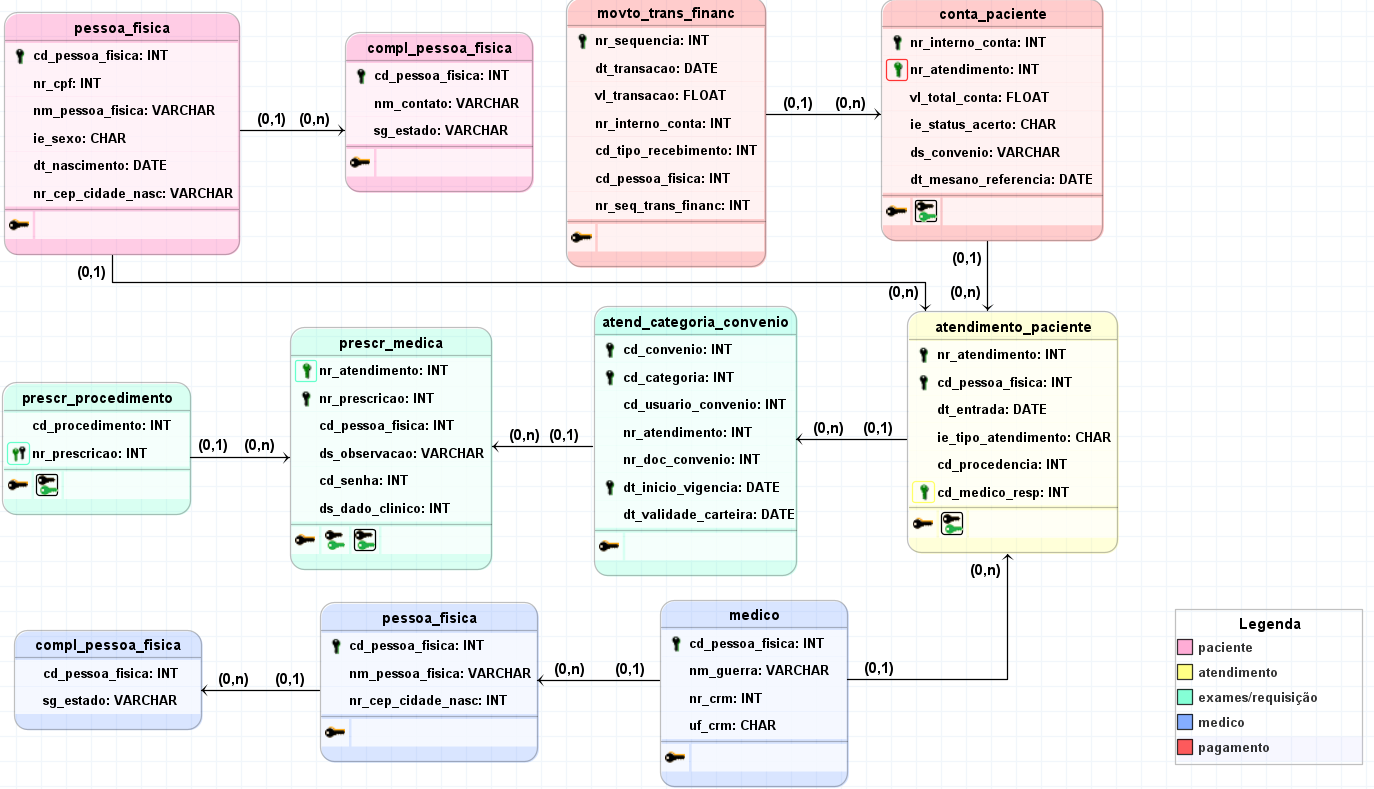 pessoa_fisica
cd_pessoa_fisica: INT
nr_cpf: INT
nm_pessoa_fisica: VARCHAR
ie_sexo: CHAR
dt_nascimento: DATE
nr_cep_cidade_nasc: VARCHAR
(0,1) (0,n)
compl_pessoa_fisica
cd_pessoa_fisica: INT
nm_contato: VARCHAR
sg_estado: VARCHAR
movto_trans_financ
nr_sequencia: INT
dt_transacao: DATE
vl_transacao: FLOAT
nr_interno_conta: INT
cd_tipo_recebimento: INT
cd_pessoa_fisica: INT
nr_seq_trans_financ: INT
(0,1) (0,n)
conta_paciente
nr_interno_conta: INT
nr_atendimento: INT
vl_total_conta: FLOAT
ie_status_acerto: CHAR
ds_convenio: VARCHAR
dt_mesano_referencia: DATE
(0,1)
(0,1)
(0,n) (0,n)
prescr_procedimento
cd_procedimento: INT
nr_prescricao: INT
(0,1) (0,n)
prescr_medica
nr_atendimento: INT
nr_prescricao: INT
cd_pessoa_fisica: INT
ds_observacao: VARCHAR
cd_senha: INT
ds_dado_clinico: INT
(0,n) (0,1)
atend_categoria_convenio
cd_convenio: INT
cd_categoria: INT
cd_usuario_convenio: INT
nr_atendimento: INT
nr_doc_convenio: INT
dt_inicio_vigencia: DATE
dt_validade_carteira: DATE
(0,n) (0,1)
atendimento_paciente
nr_atendimento: INT
cd_pessoa_fisica: INT
dt_entrada: DATE
ie_tipo_atendimento: CHAR
cd_procedencia: INT
cd_medico_resp: INT
(0,n)
compl_pessoa_fisica
cd_pessoa_fisica: INT
sg_estado: VARCHAR
(0,n) (0,1)
pessoa_fisica
cd_pessoa_fisica: INT
nm_pessoa_fisica: VARCHAR
nr_cep_cidade_nasc: INT
(0,n) (0,1)
medico
cd_pessoa_fisica: INT
nm_guerra: VARCHAR
nr_crm: INT
uf_crm: CHAR
(0,1)
Legenda
paciente
atendimento
exames/requisição
medico
pagamento